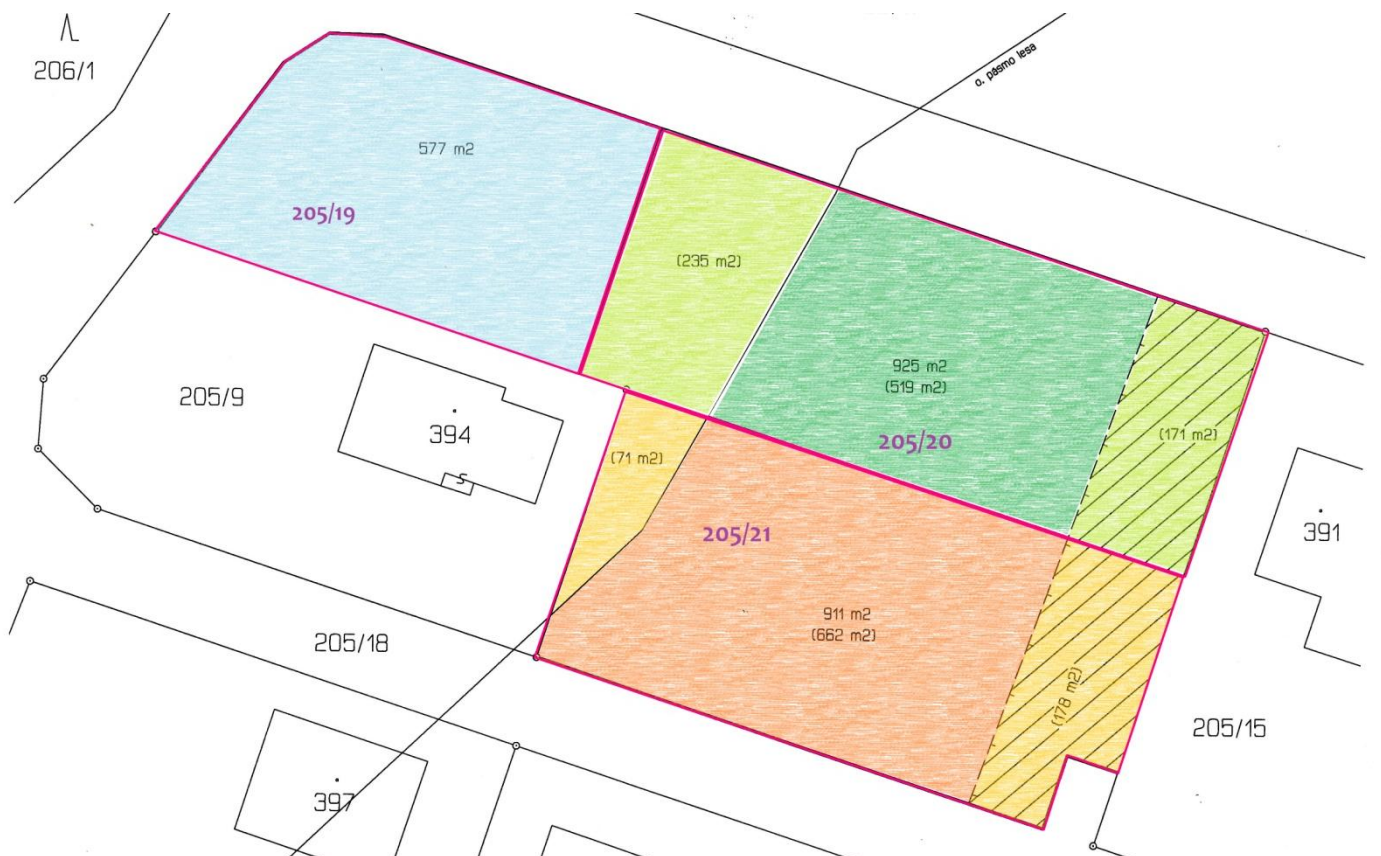 206/1
o. pásmo lesa
577 m2
205/19
(235 m2)
925 m2
(519 m2)
205/20
(171 m2)
205/9
394
(71 m2)
205/21
911 m2
(662 m2)
391
205/18
(178 m2)
205/15
397